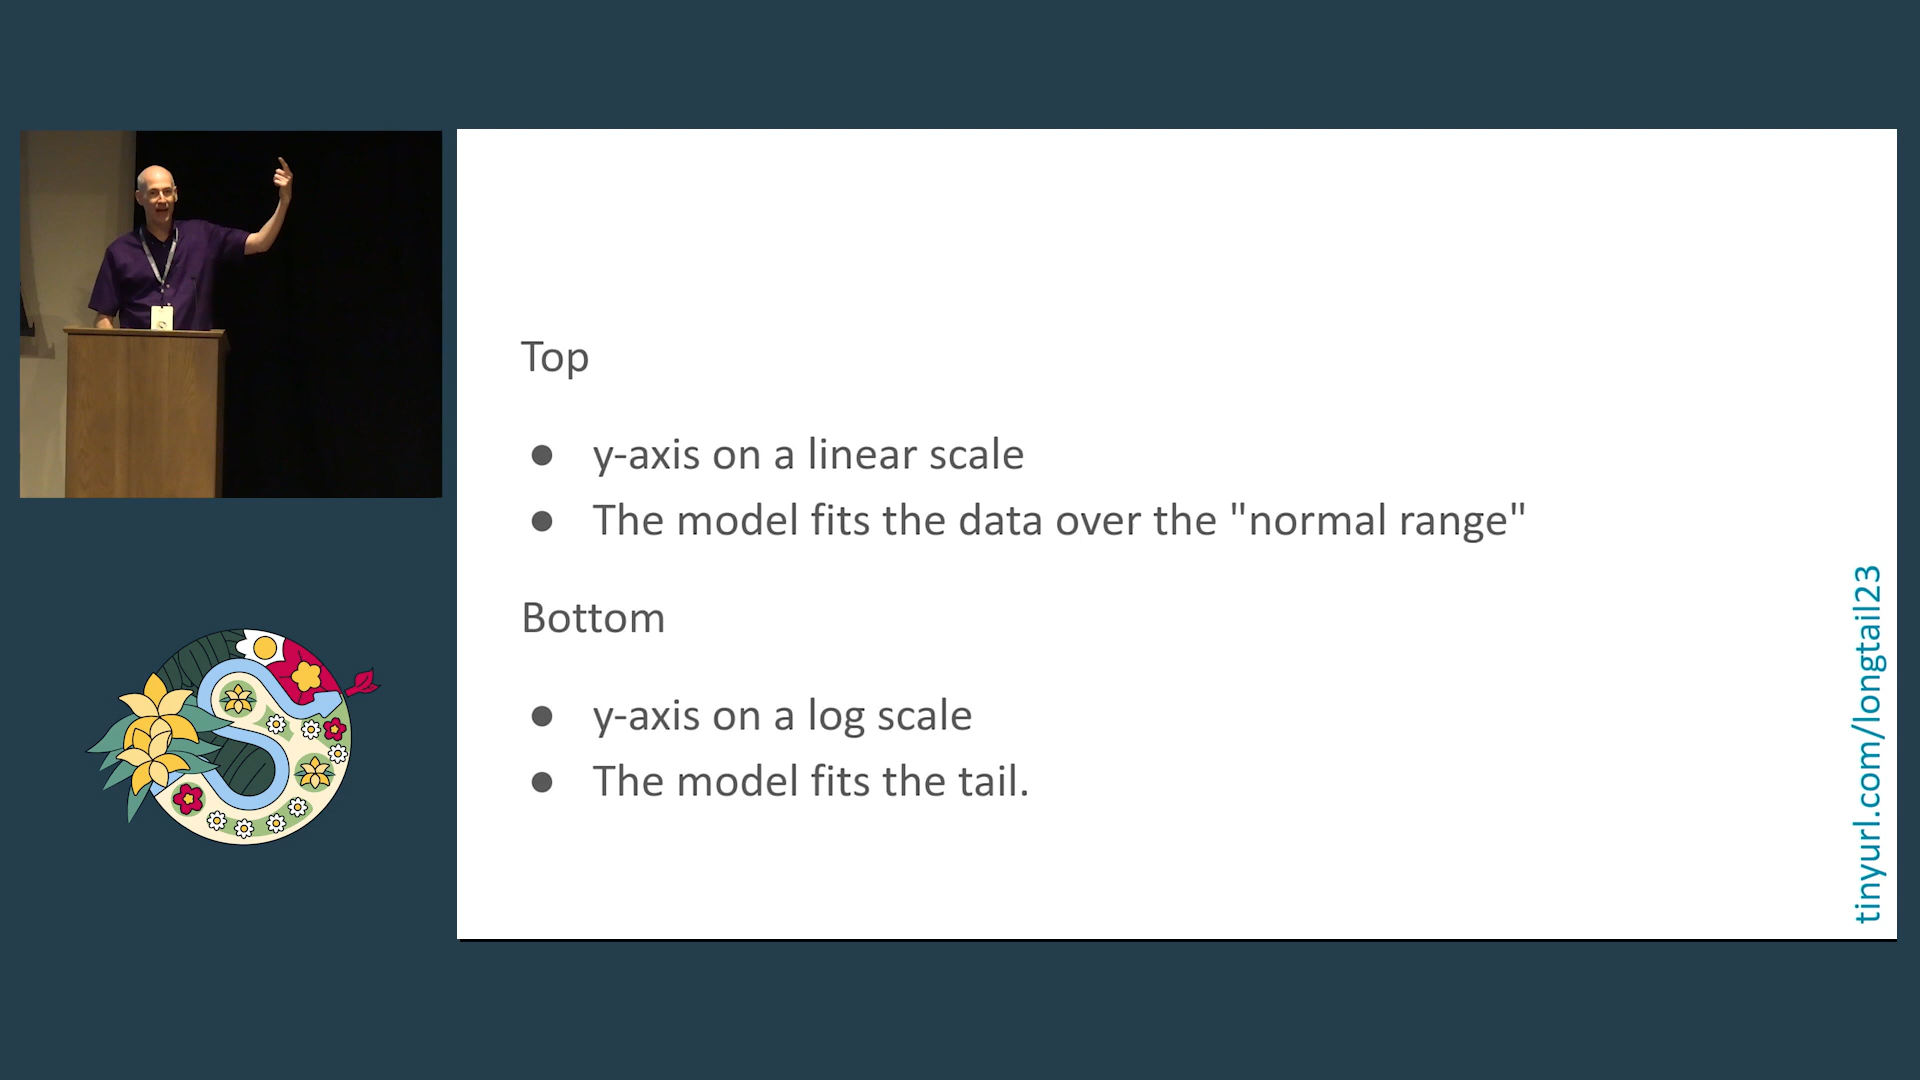 Top
● y-axis on a linear scale
● The model fits the data over the "normal range"
Bottom
● y-axis on a log scale
● The model fits the tail.
tinyurl.com/longtail23